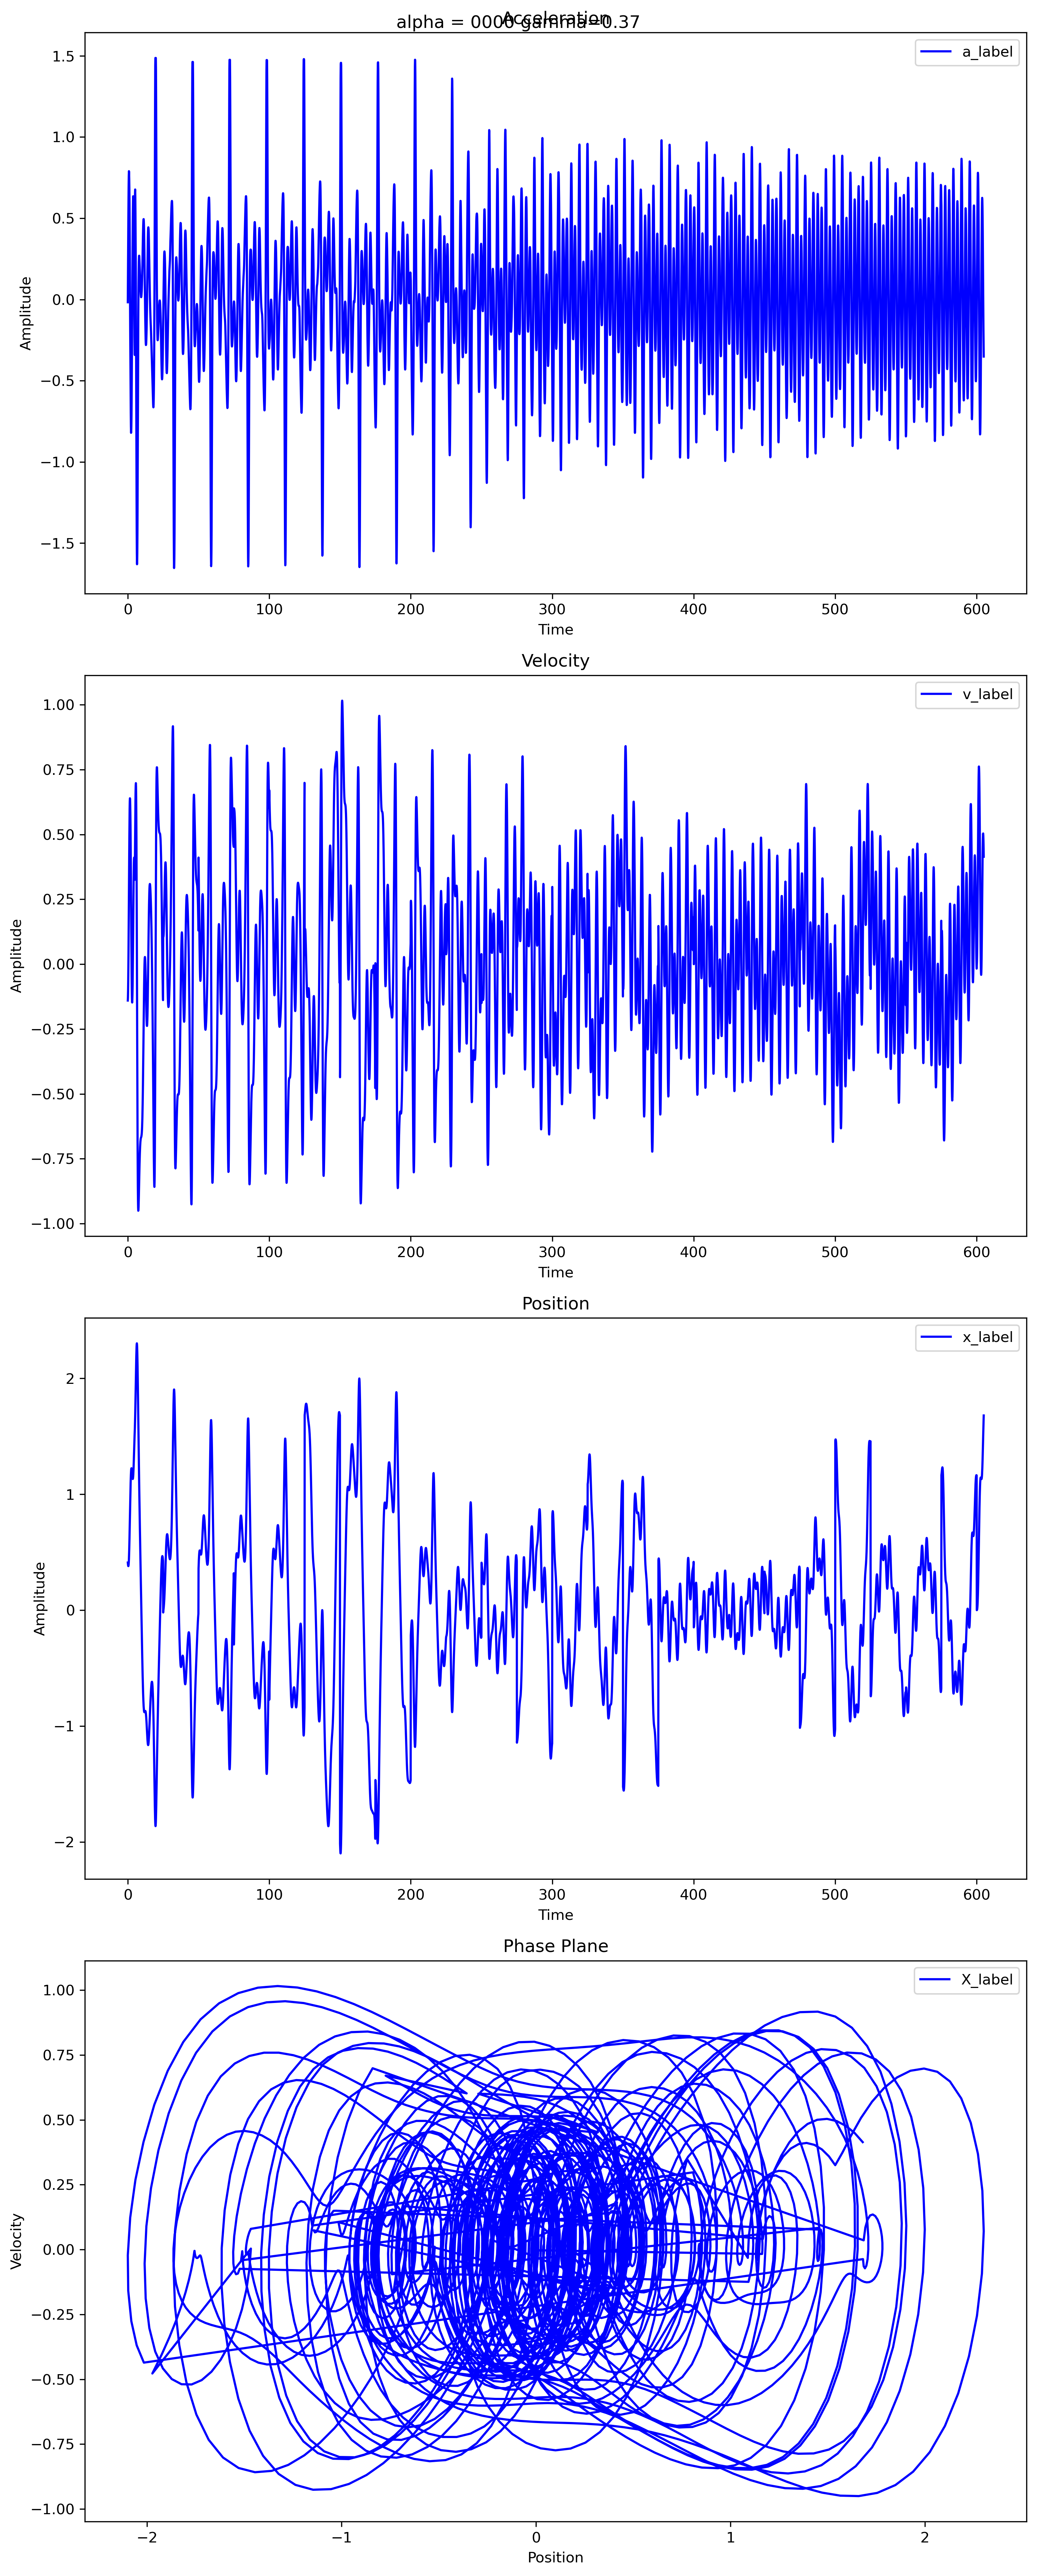 Acceleration
alpha = 0000 gamma=0.37
a_label
1.5
1.0
0.5
0.0
−0.5
−1.0
−1.5
Amplitude
0 100 200 300 400 500 600
Time
Velocity
v_label
1.00
0.75
0.50
0.25
0.00
−0.25
−0.50
−0.75
−1.00
Amplitude
0 100 200 300 400 500 600
Time
Position
x_label
2
1
0
−1
−2
Amplitude
0 100 200 300 400 500 600
Time
Phase Plane
X_label
1.00
0.75
0.50
0.25
0.00
−0.25
−0.50
−0.75
−1.00
Velocity
−2 −1 0 1 2
Position